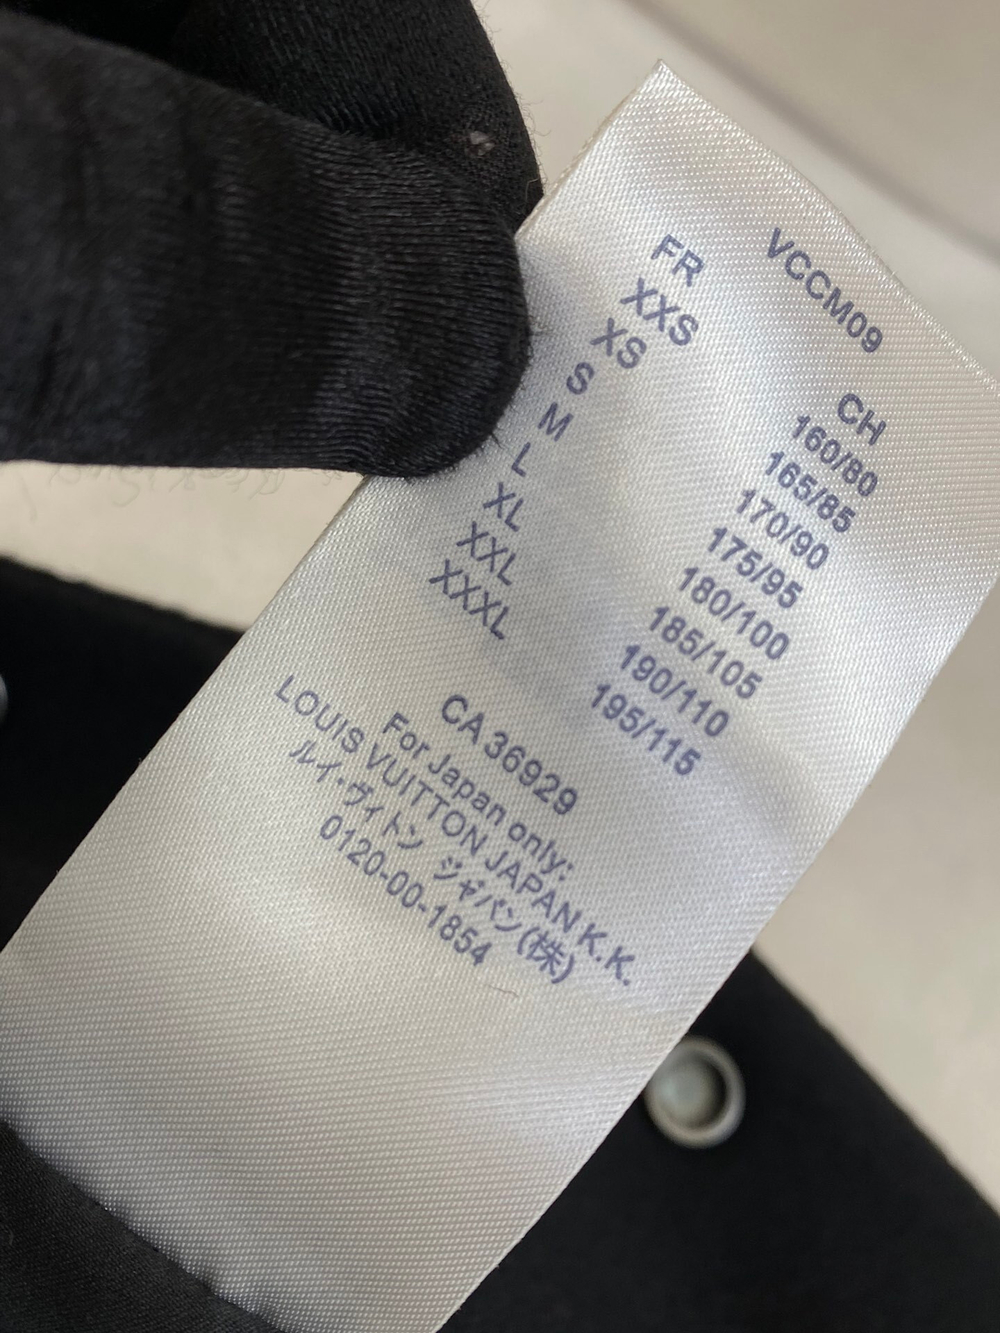 VCCM09
FR CH
XXS 160/80
XS 165/85
S 170/90
M 175/95
L 180/100
XL 185/105
XXL 190/110
XXXL 195/115
CA 36929
For Japan only:
LOUIS VUITTON JAPAN K.K.
ルイ・ヴィトン ジャパン(株)
0120-00-1854